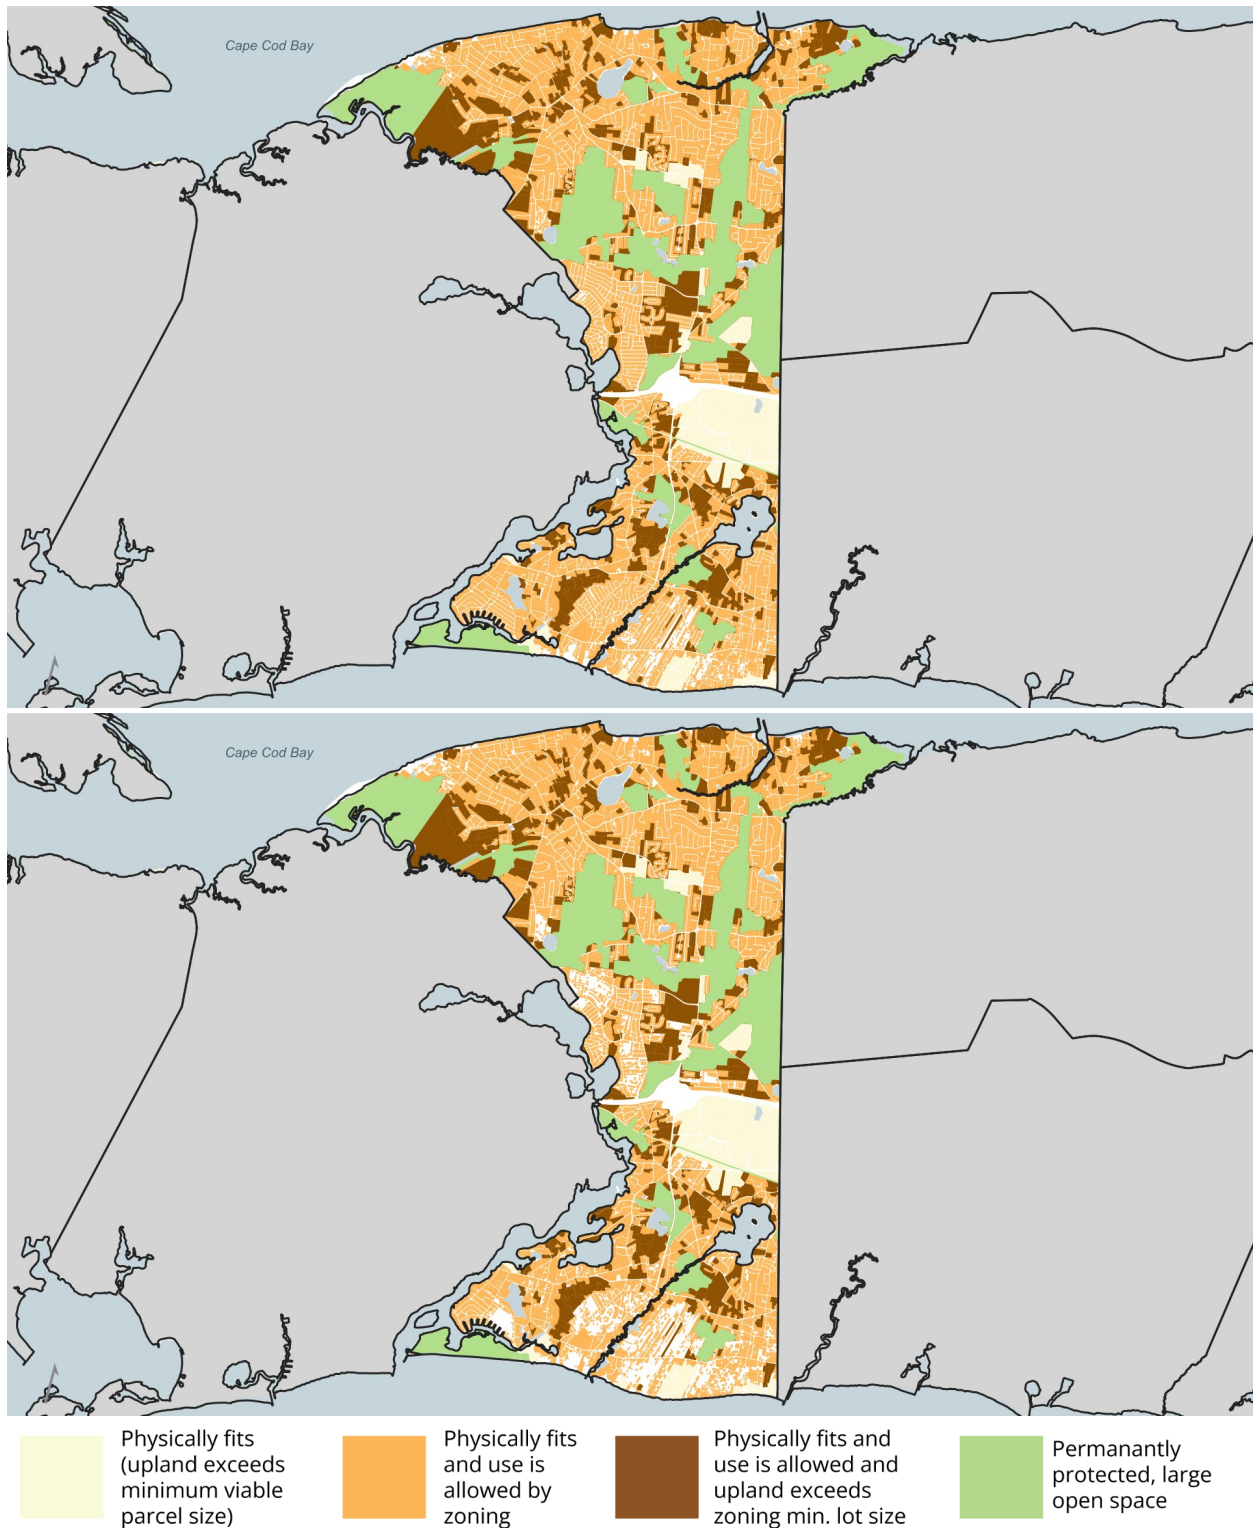 Cape Cod Bay
Cape Cod Bay
Physically fits
(upland exceeds
minimum viable
parcel size)
Physically fits
and use is
allowed by
zoning
Physically fits and
use is allowed and
upland exceeds
zoning min. lot size
Permanantly
protected, large
open space